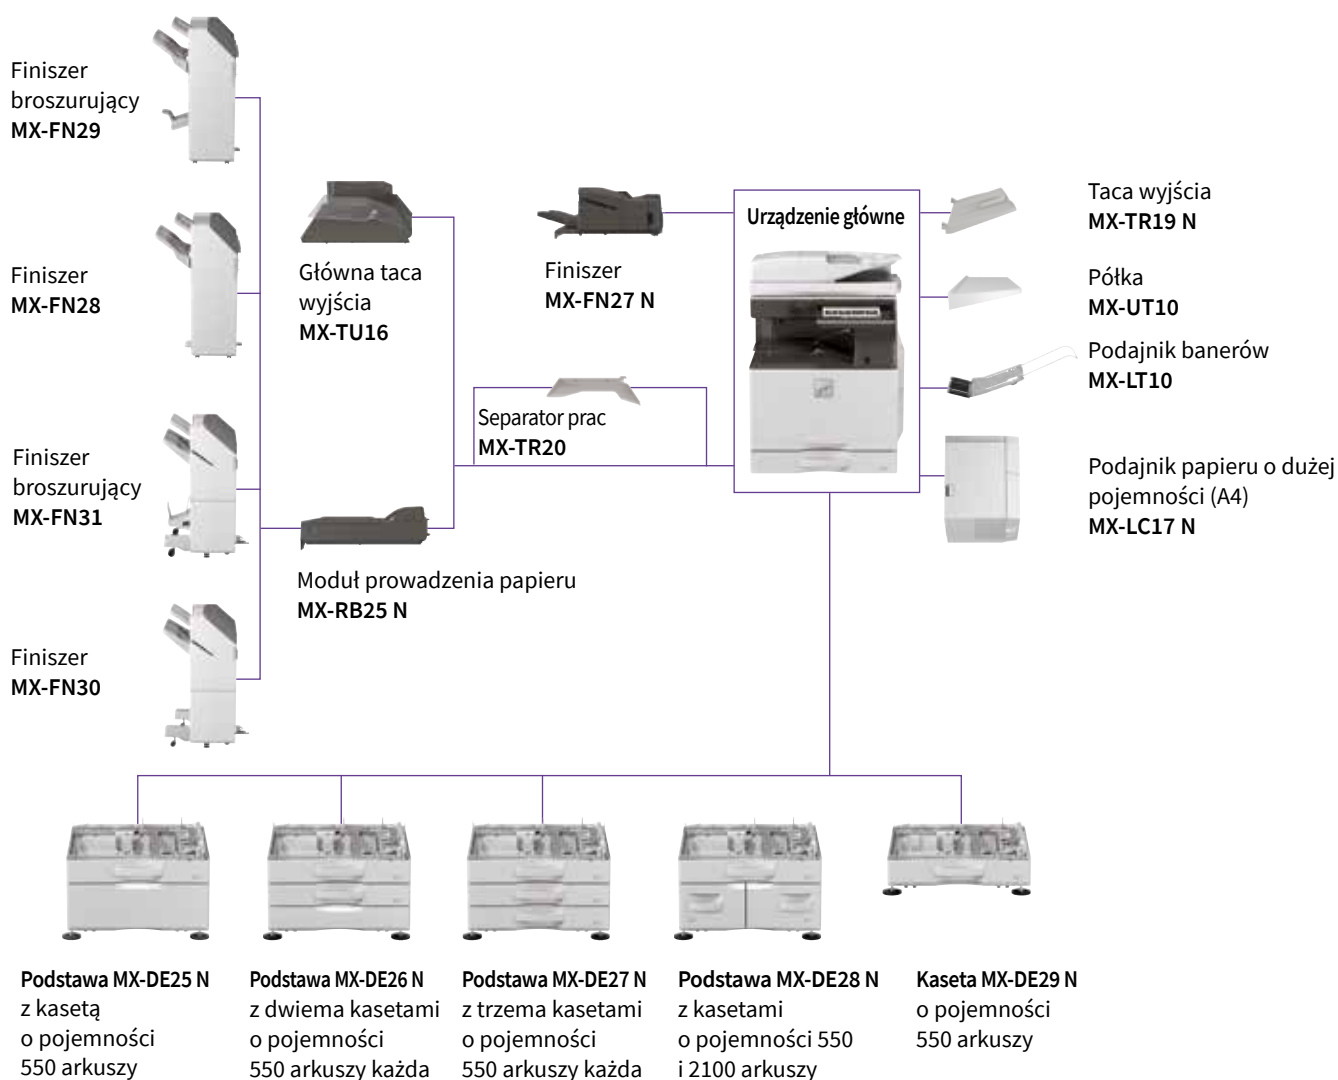 Finiszer
broszurujący
MX-FN29
Finiszer
MX-FN28
Finiszer
broszurujący
MX-FN31
Finiszer
MX-FN30
Główna taca
wyjścia
MX-TU16
Moduł prowadzenia papieru
MX-RB25 N
Finiszer
MX-FN27 N
Separator prac
MX-TR20
Urządzenie główne
Taca wyjścia
MX-TR19 N
Półka
MX-UT10
Podajnik banerów
MX-LT10
Podajnik papieru o dużej
pojemności (A4)
MX-LC17 N
Podstawa MX-DE25 N
z kasetą
o pojemności
550 arkuszy
Podstawa MX-DE26 N
z dwiema kasetami
o pojemności
550 arkuszy każda
Podstawa MX-DE27 N
z trzema kasetami
o pojemności
550 arkuszy każda
Podstawa MX-DE28 N
z kasetami
o pojemności 550
i 2100 arkuszy
Kaseta MX-DE29 N
o pojemności
550 arkuszy